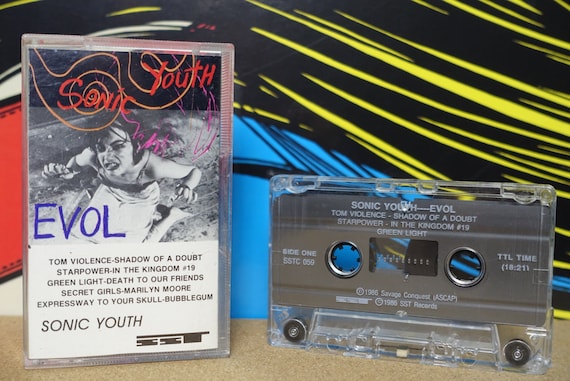 Sonic Youth
EVOL
TOM VIOLENCE-SHADOW OF A DOUBT
STARPOWER-IN THE KINGDOM #19
GREEN LIGHT-DEATH TO OUR FRIENDS
SECRET GIRLS-MARILYN MOORE
EXPRESSWAY TO YOUR SKULL-BUBBLEGUM
SONIC YOUTH
SST
SONIC YOUTH—EVOL
TOM VIOLENCE - SHADOW OF A DOUBT
STARPOWER - IN THE KINGDOM #19
GREEN LIGHT
SIDE ONE
SSTC 059
TTL TIME
(18:21)
©1986 Savage Conquest (ASCAP)
℗1986 SST Records